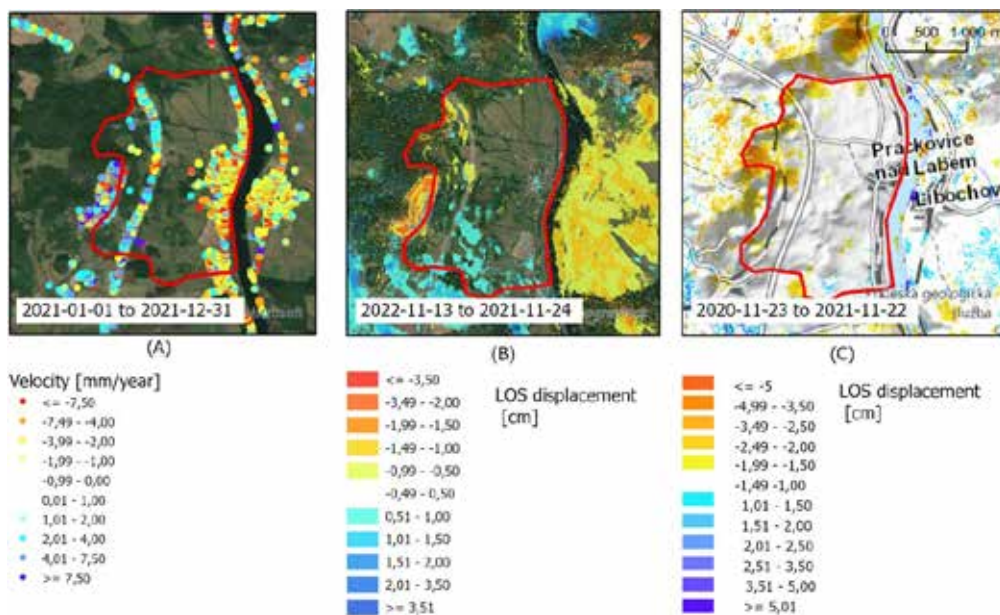 0 500 1 000 m
Prackovice
nad Labem
Libochov
2021-01-01 to 2021-12-31
2022-11-13 to 2021-11-24
2020-11-23 to 2021-11-22
Česká geologická
služba
(A)
(B)
(C)
Velocity [mm/year]
<= -7,50
-7,49 - -4,00
-3,99 - -2,00
-1,99 - -1,00
-0,99 - 0,00
0,01 - 1,00
1,01 - 2,00
2,01 - 4,00
4,01 - 7,50
>= 7,50
LOS displacement
[cm]
<= -3,50
-3,49 - -2,00
-1,99 - -1,50
-1,49 - -1,00
-0,99 - -0,50
-0,49 - 0,50
0,51 - 1,00
1,01 - 1,50
1,51 - 2,00
2,01 - 3,50
>= 3,51
LOS displacement
[cm]
<= -5
-4,99 - -3,50
-3,49 - -2,50
-2,49 - -2,00
-1,99 - -1,50
-1,49 -1,00
1,01 - 1,50
1,51 - 2,00
2,01 - 2,50
2,51 - 3,50
3,51 - 5,00
>= 5,01